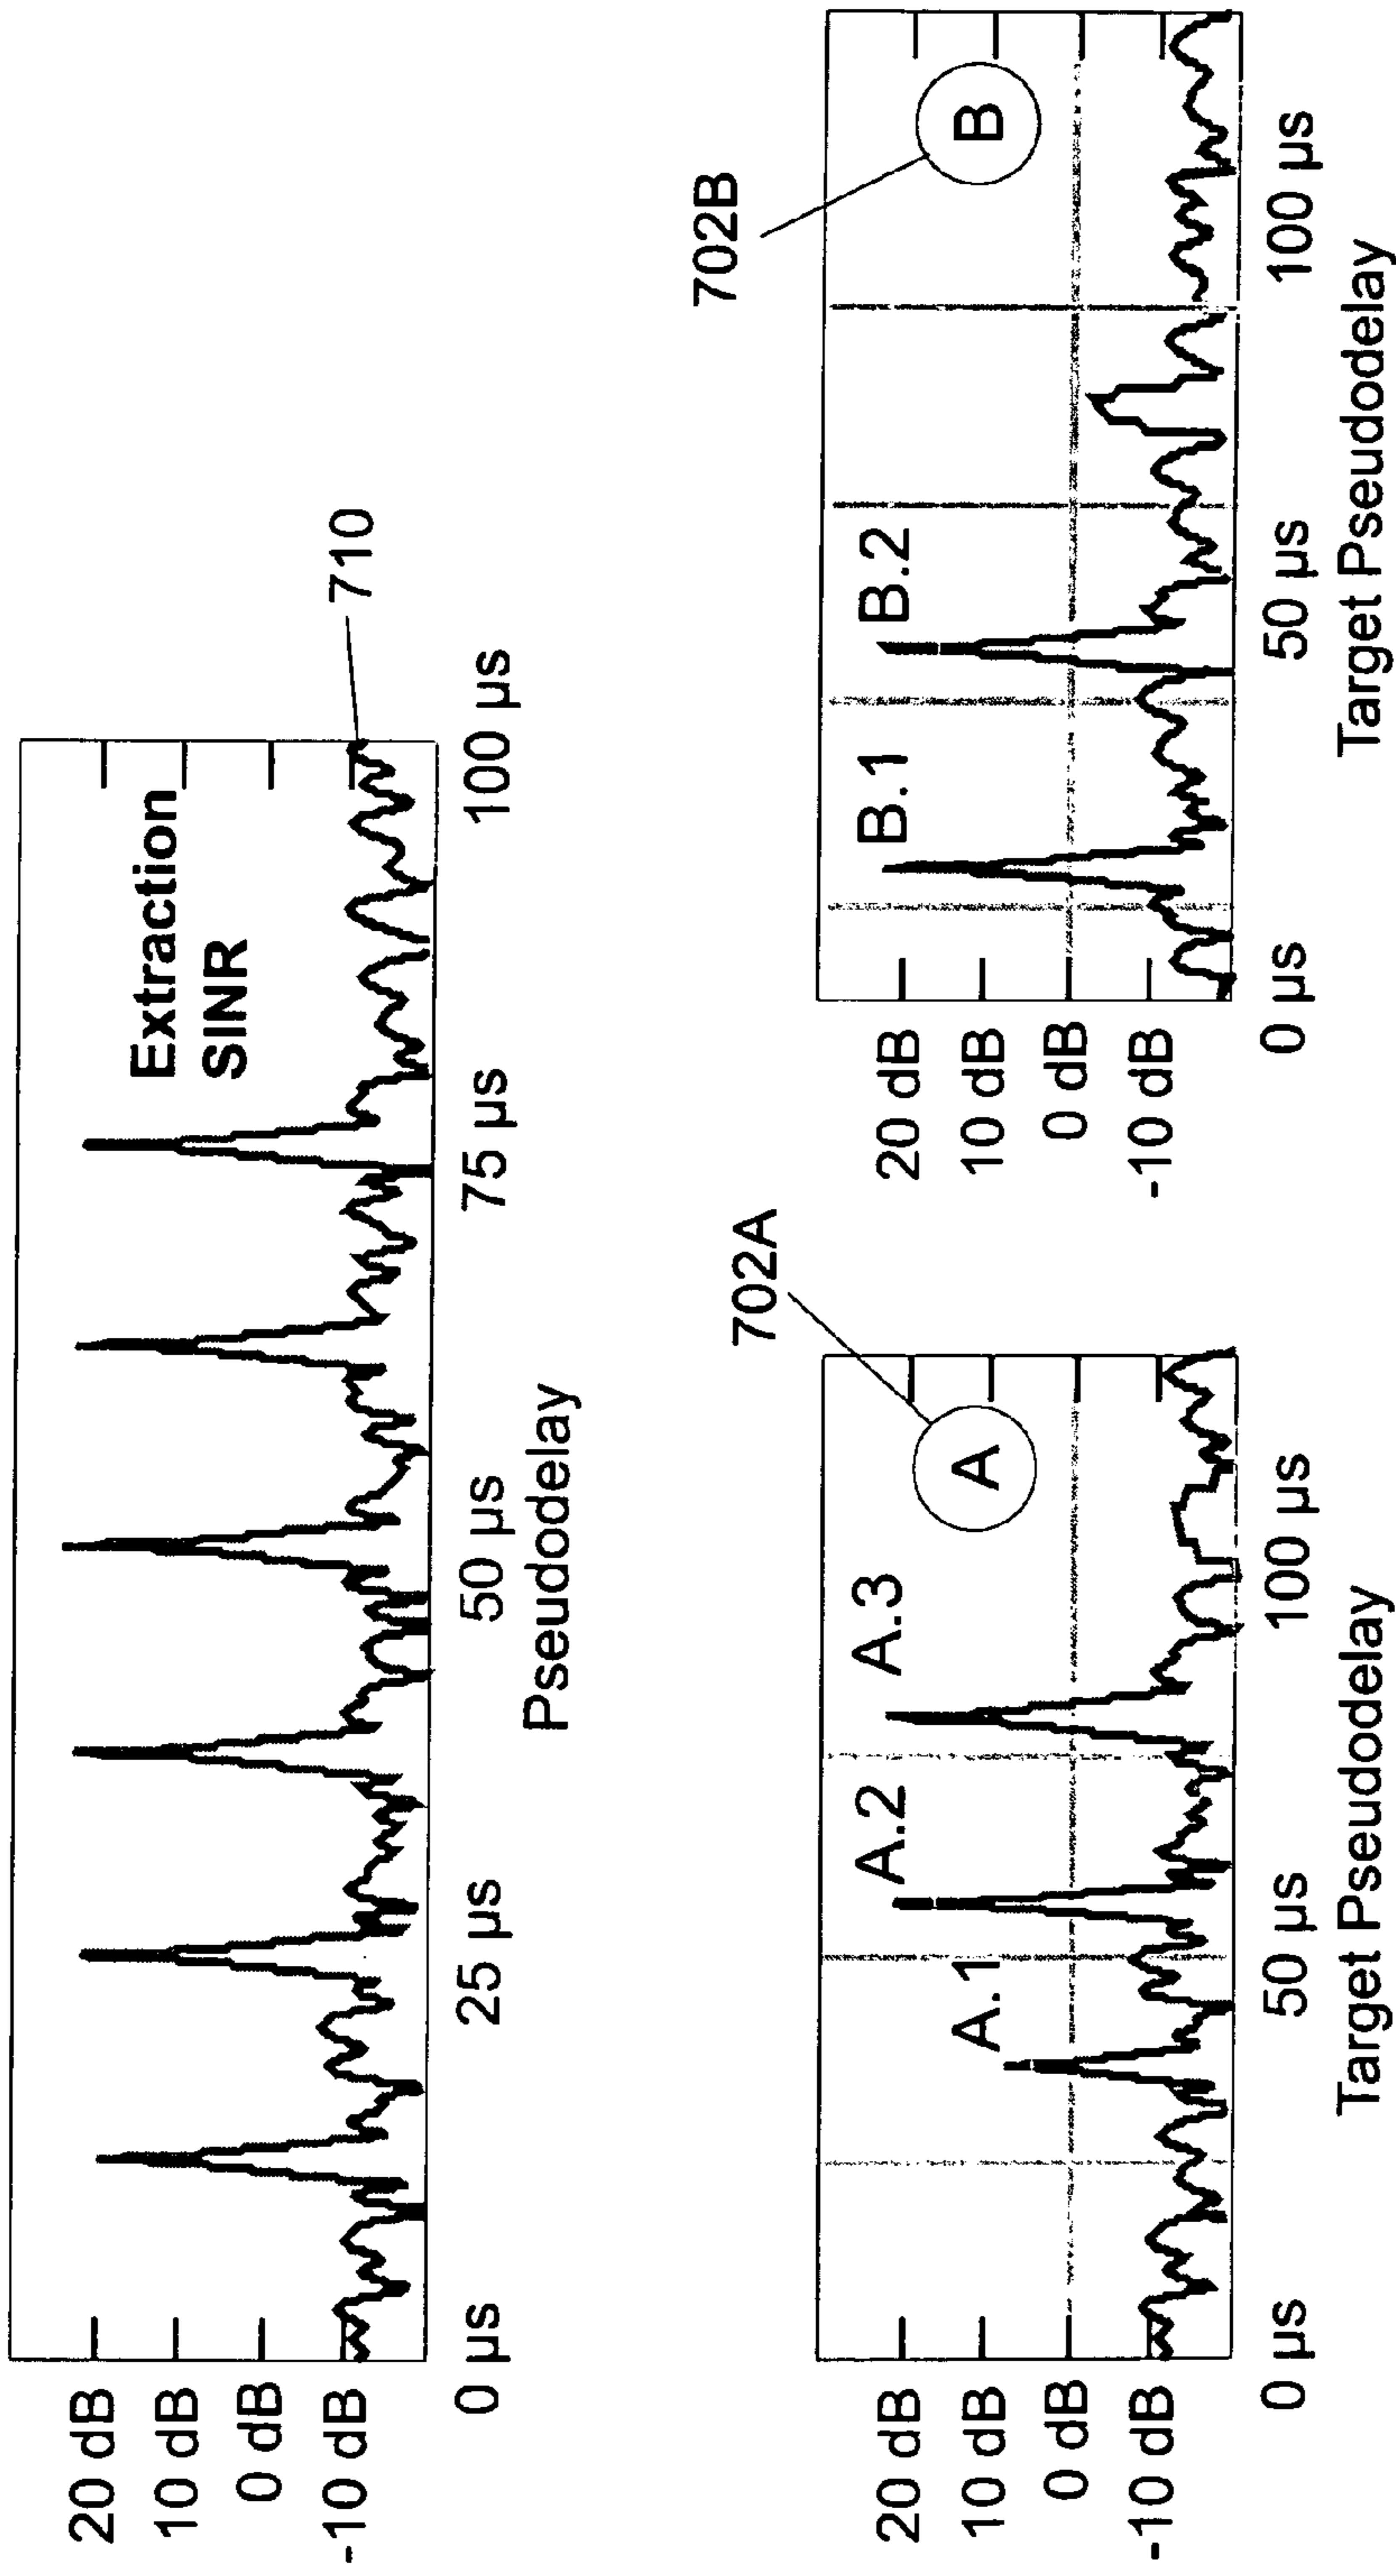 20 dB
10 dB
0 dB
-10 dB
Extraction
SINR
710
0 µs
25 µs
50 µs
75 µs
100 µs
Pseudodelay
702A
20 dB
10 dB
0 dB
-10 dB
A.1
A.2
A.3
A
0 µs
50 µs
100 µs
Target Pseudodelay
702B
20 dB
10 dB
0 dB
-10 dB
B.1
B.2
B
0 µs
50 µs
100 µs
Target Pseudodelay